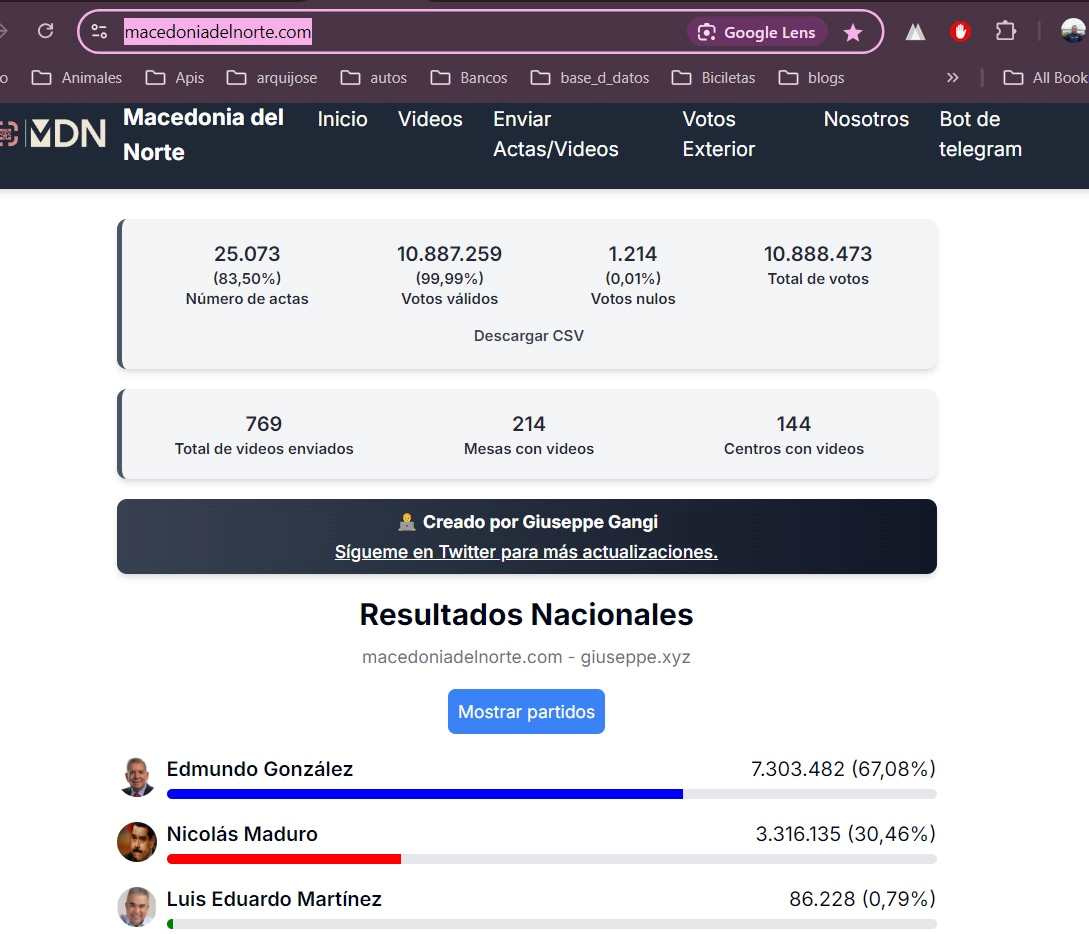 macedoniadelnorte.com
Google Lens
Animales
Apis
arquijose
autos
Bancos
base_d_datos
Biciletas
blogs
»
All Book
MDN
Macedonia del
Norte
Inicio
Videos
Enviar
Actas/Videos
Votos
Exterior
Nosotros
Bot de
telegram
25.073
(83,50%)
Número de actas
10.887.259
(99,99%)
Votos válidos
1.214
(0,01%)
Votos nulos
10.888.473
Total de votos
Descargar CSV
769
Total de videos enviados
214
Mesas con videos
144
Centros con videos
Creado por Giuseppe Gangi
Sígueme en Twitter para más actualizaciones.
Resultados Nacionales
macedoniadelnorte.com - giuseppe.xyz
Mostrar partidos
Edmundo González 7.303.482 (67,08%)
Nicolás Maduro 3.316.135 (30,46%)
Luis Eduardo Martínez 86.228 (0,79%)